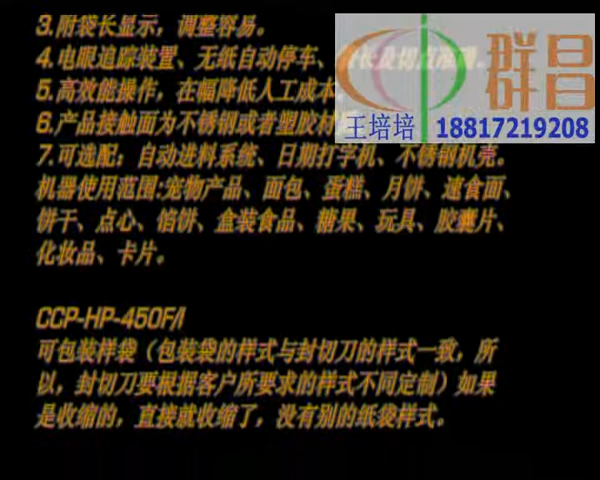 3.附袋长显示，调整容易。
4.电眼追踪装置、无纸自动停车、袋长及切点准确。
5.高效能操作，在幅降低人工成本
6.产品接触面为不锈钢或者塑胶材
7.可选配：自动进料系统、日期打字机、不锈钢机壳。
机器使用范围:宠物产品、面包、蛋糕、月饼、速食面、
饼干、点心、馅饼、盒装食品、糖果、玩具、胶囊片、
化妆品、卡片。
CCP-HP-450F/I
可包装样袋（包装袋的样式与封切刀的样式一致，所
以，封切刀要根据客户所要求的样式不同定制）如果
是收缩的，直接就收缩了，没有别的纸袋样式。
群昌
群昌
王培培 18817219208